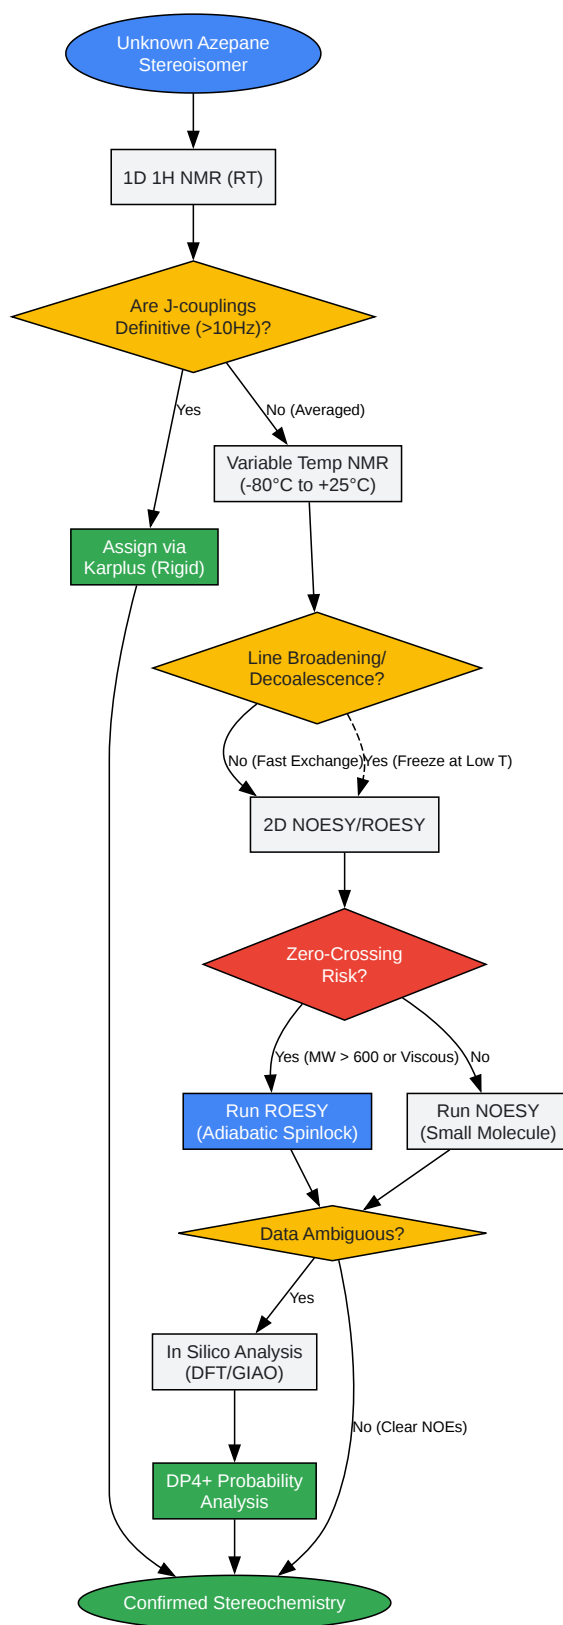 Unknown Azepane
Stereoisomer
1D 1H NMR (RT)
Are J-couplings
Definitive (>10Hz)?
Yes
No (Averaged)
Variable Temp NMR
(-80°C to +25°C)
Assign via
Karplus (Rigid)
Line Broadening/
Decoalescence?
No (Fast Exchange)
Yes (Freeze at Low T)
2D NOESY/ROESY
Zero-Crossing
Risk?
Yes (MW > 600 or Viscous)
No
Run ROESY
(Adiabatic Spinlock)
Run NOESY
(Small Molecule)
Data Ambiguous?
Yes
In Silico Analysis
(DFT/GIAO)
No (Clear NOEs)
DP4+ Probability
Analysis
Confirmed Stereochemistry